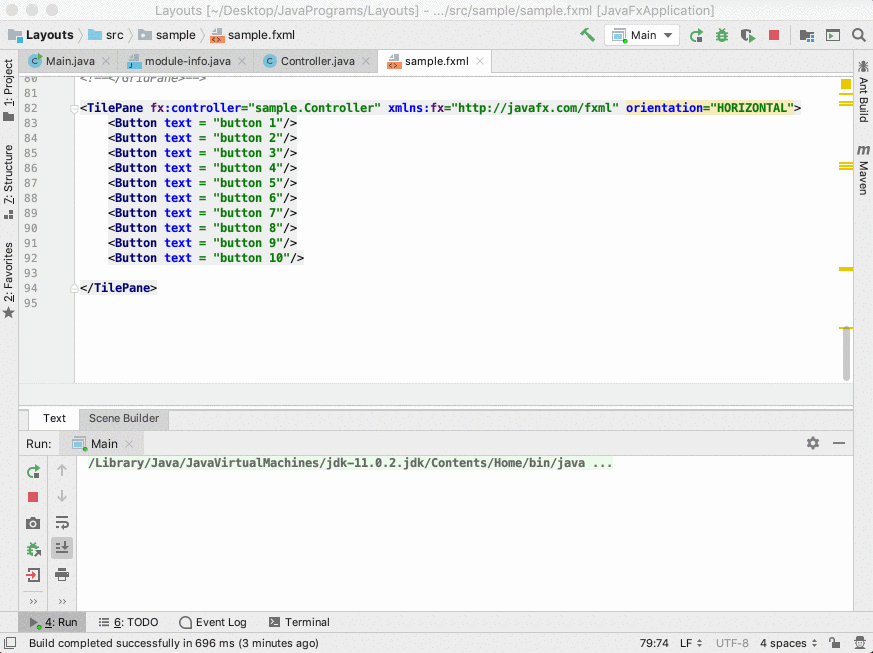 Layouts [~/Desktop/JavaPrograms/Layouts] - .../src/sample/sample.fxml [JavaFxApplication]
Layouts src sample sample.fxml Main
Main.java module-info.java Controller.java sample.fxml
1: Project
Z: Structure
2: Favorites
Ant Build
m Maven
80 <!--</GridPane>-->
81
82 <TilePane fx:controller="sample.Controller" xmlns:fx="http://javafx.com/fxml" orientation="HORIZONTAL">
83 <Button text = "button 1"/>
84 <Button text = "button 2"/>
85 <Button text = "button 3"/>
86 <Button text = "button 4"/>
87 <Button text = "button 5"/>
88 <Button text = "button 6"/>
89 <Button text = "button 7"/>
90 <Button text = "button 8"/>
91 <Button text = "button 9"/>
92 <Button text = "button 10"/>
93
94 </TilePane>
95
Text Scene Builder
Run: Main
/Library/Java/JavaVirtualMachines/jdk-11.0.2.jdk/Contents/Home/bin/java ...
4: Run 6: TODO Event Log Terminal
Build completed successfully in 696 ms (3 minutes ago) 79:74 LF UTF-8 4 spaces